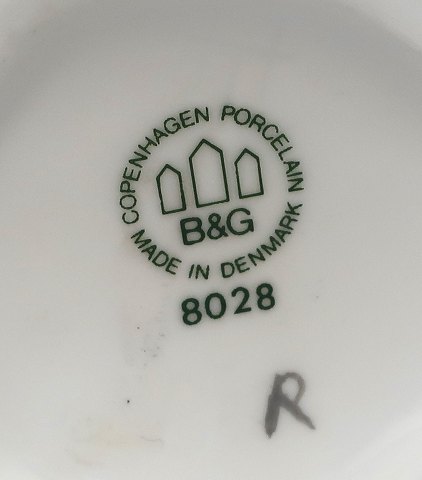 COPENHAGEN PORCELAIN
B&G
MADE IN DENMARK
8028
R